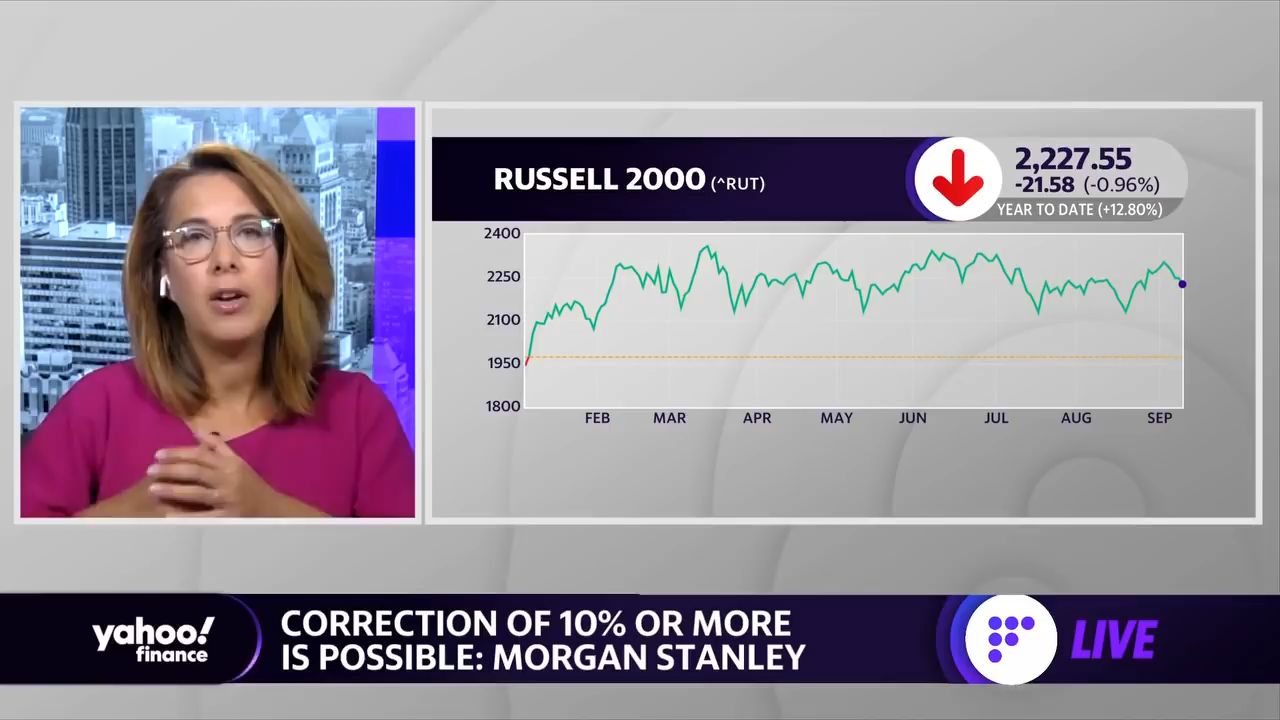 RUSSELL 2000 (^RUT)
2,227.55
-21.58 (-0.96%)
YEAR TO DATE (+12.80%)
2400
2250
2100
1950
1800
FEB MAR APR MAY JUN JUL AUG SEP
yahoo!
finance
CORRECTION OF 10% OR MORE
IS POSSIBLE: MORGAN STANLEY
LIVE